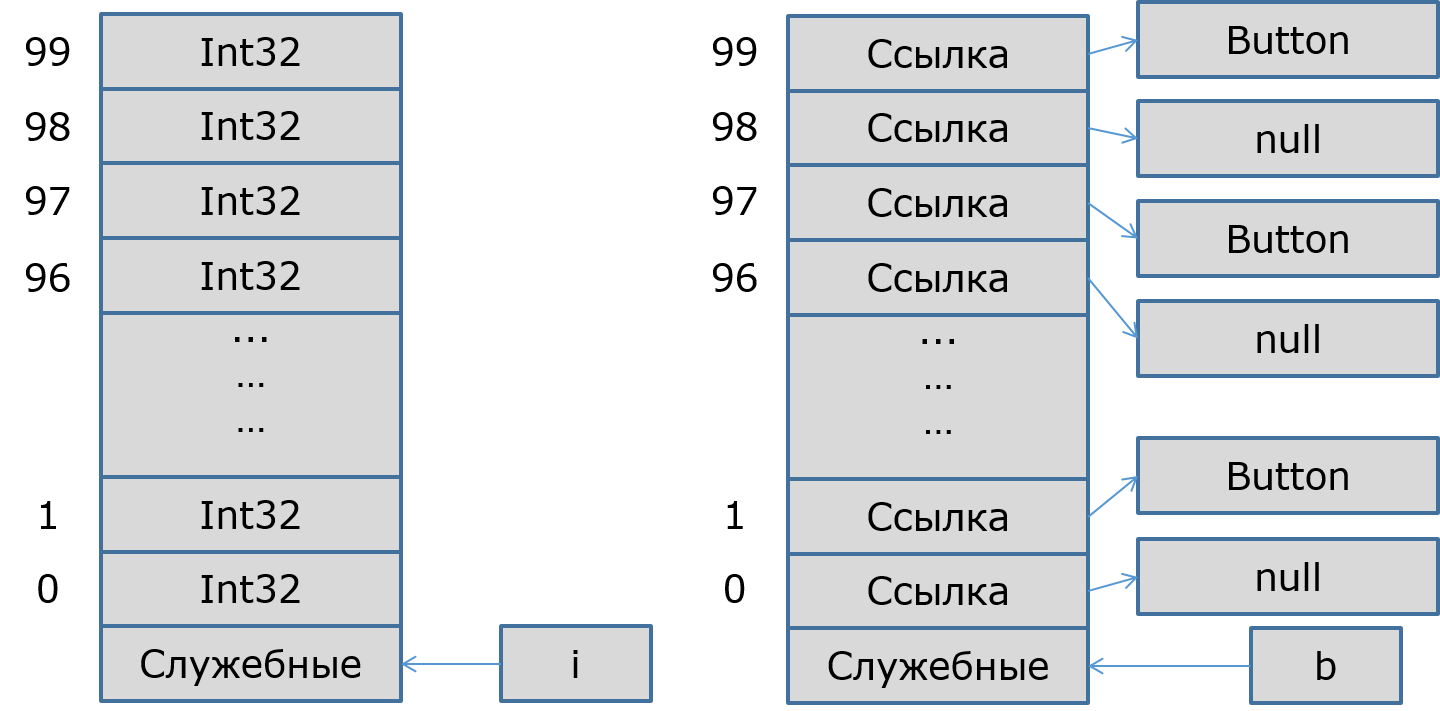 99 Int32
98 Int32
97 Int32
96 Int32
...
...
...
1 Int32
0 Int32
Служебные i
99 Ссылка Button
98 Ссылка null
97 Ссылка Button
96 Ссылка null
...
...
...
1 Ссылка Button
0 Ссылка null
Служебные b